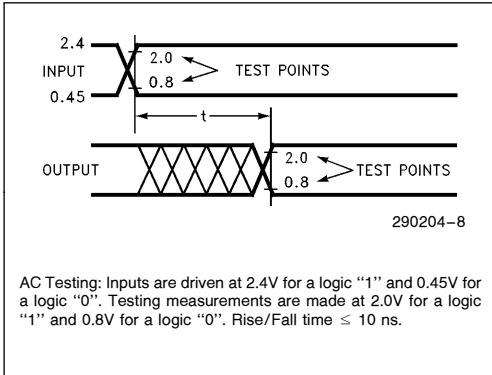 2.4
INPUT
0.45
2.0
0.8
TEST POINTS
t
OUTPUT
2.0
0.8
TEST POINTS
290204–8
AC Testing: Inputs are driven at 2.4V for a logic ‘‘1’’ and 0.45V for
a logic ‘‘0’’. Testing measurements are made at 2.0V for a logic
‘‘1’’ and 0.8V for a logic ‘‘0’’. Rise/Fall time ≤ 10 ns.